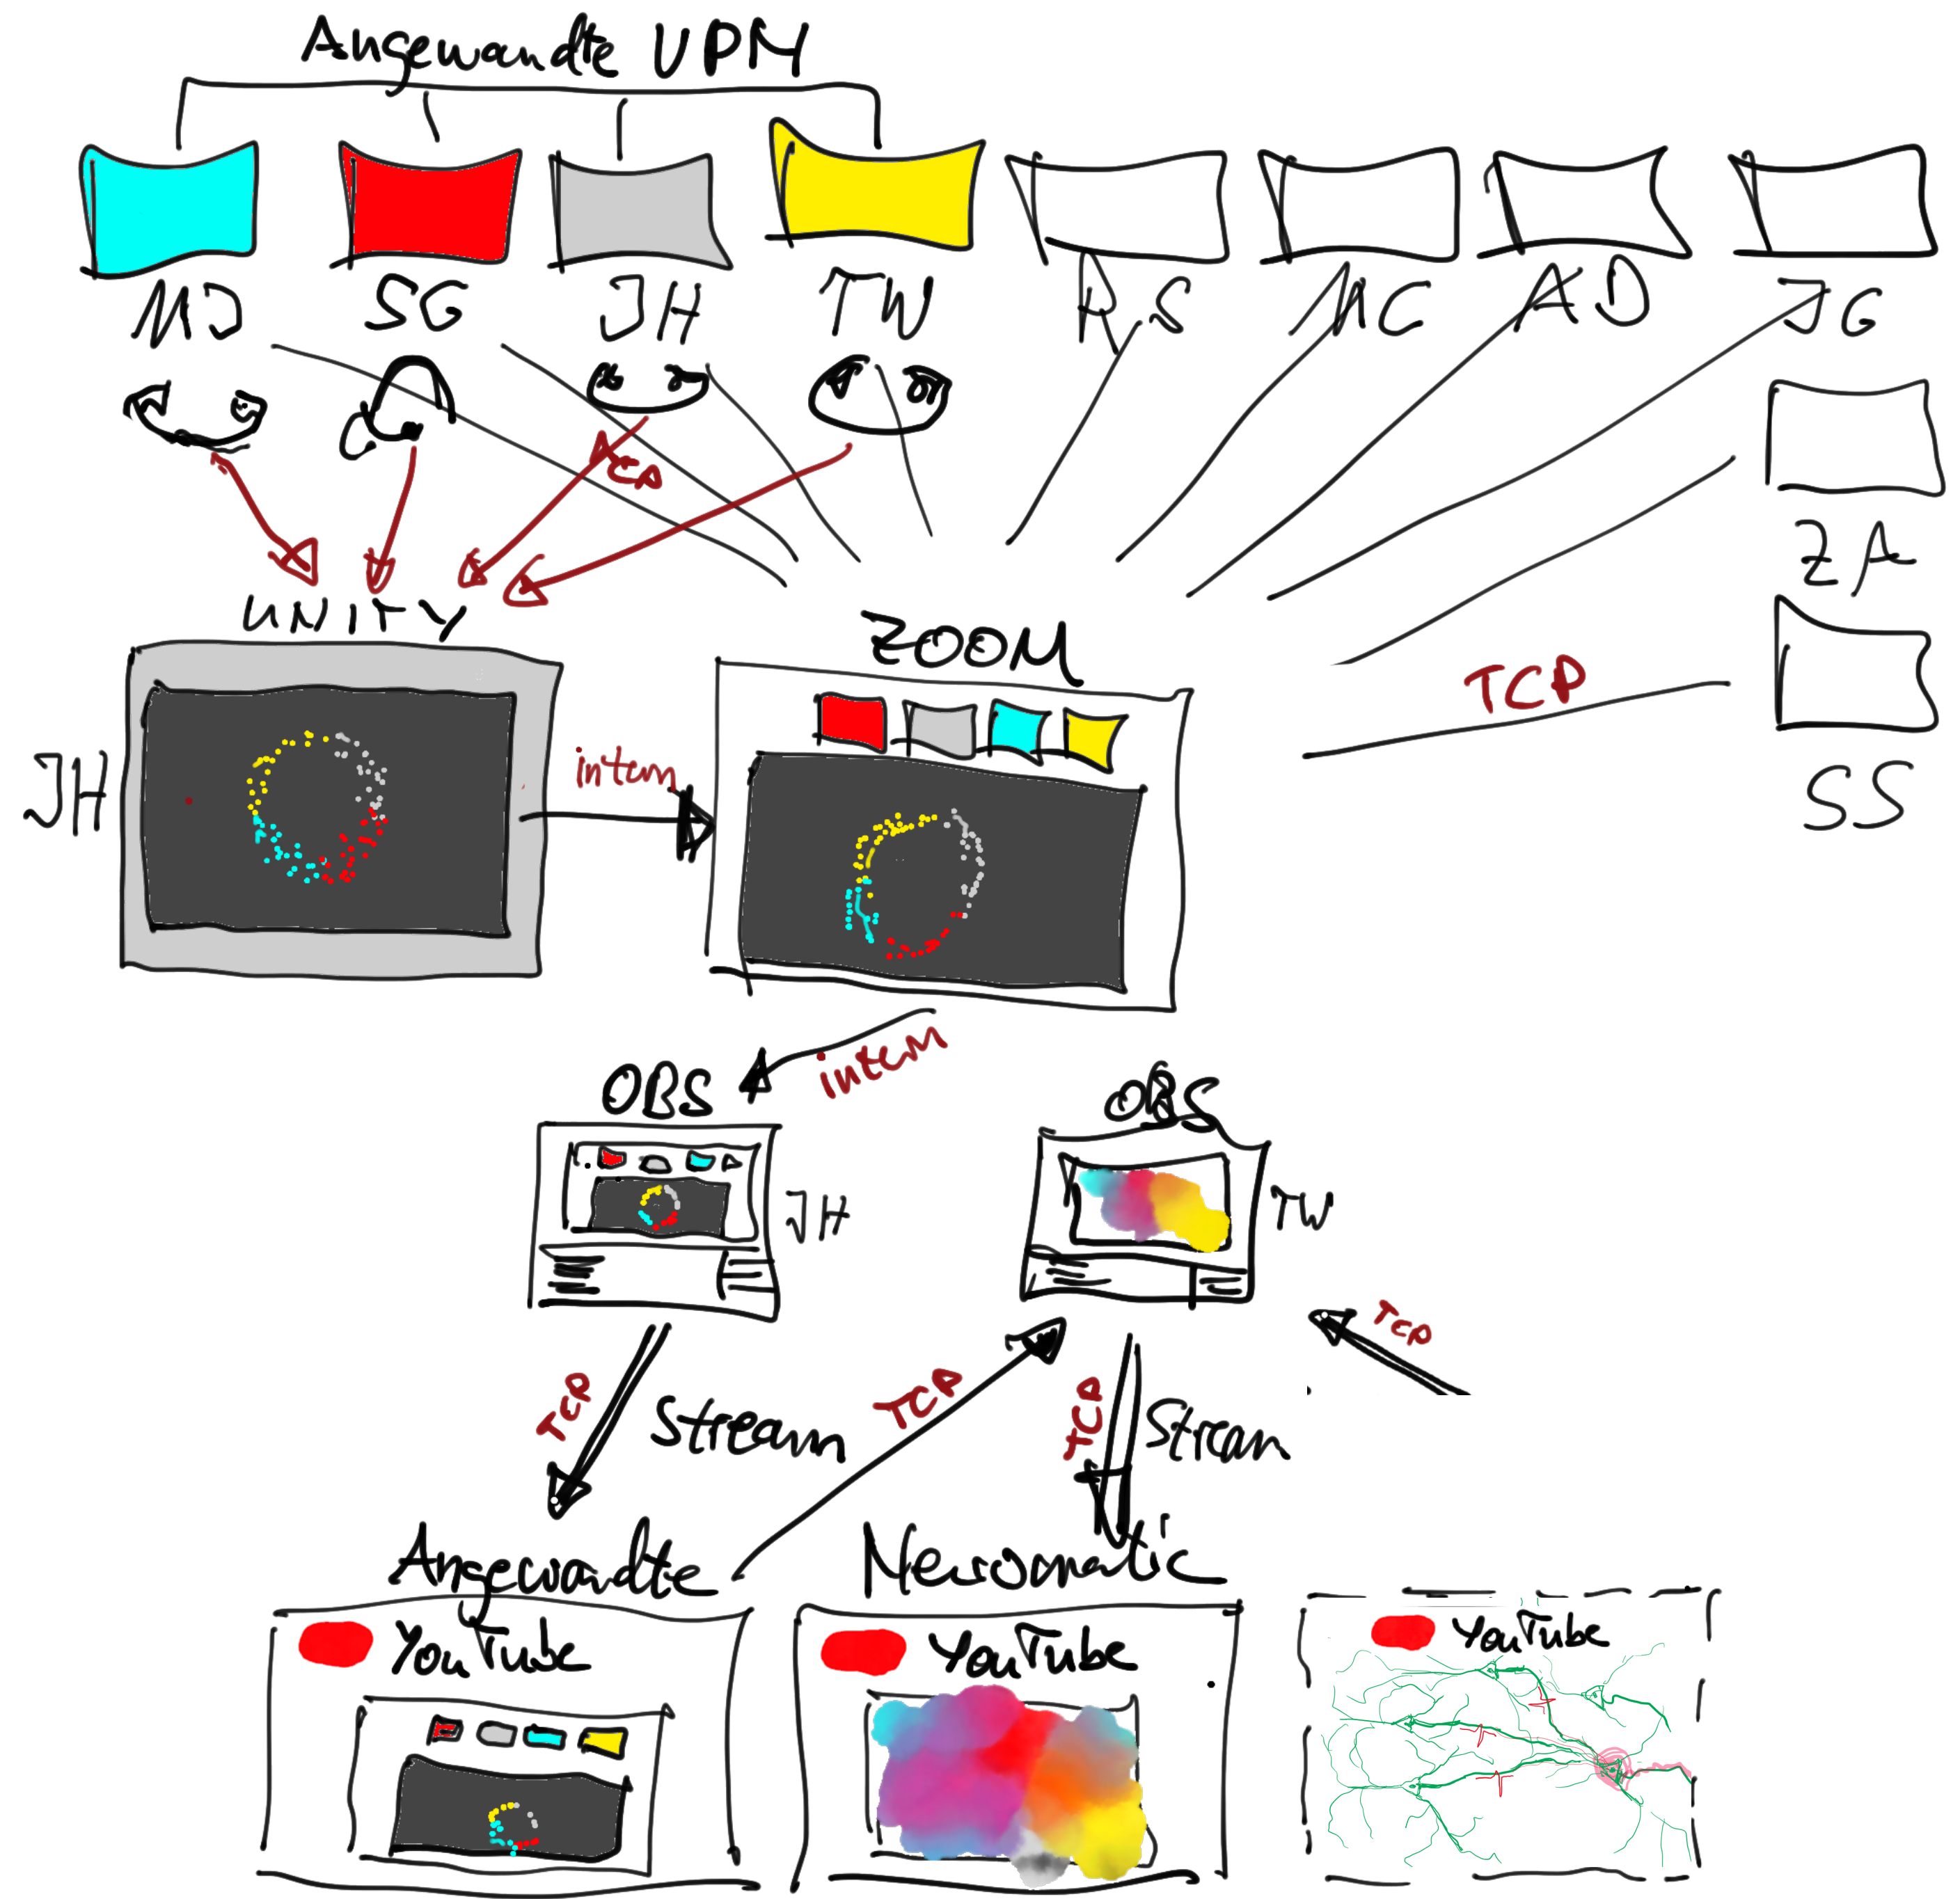 Angewandte UPM
MD SG JH TW RS MC AD JG
TCP
ZA
UNITY
ZOOM
TCP
JH
intern
SS
intern
OBS
OBS
JH
TW
TCP
TCP
TCP
TCP
Stream
Stream
Angewandte
Neuromatic
YouTube
YouTube
YouTube